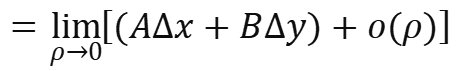 = lim_{ρ→0}[(AΔx + BΔy) + o(ρ)]